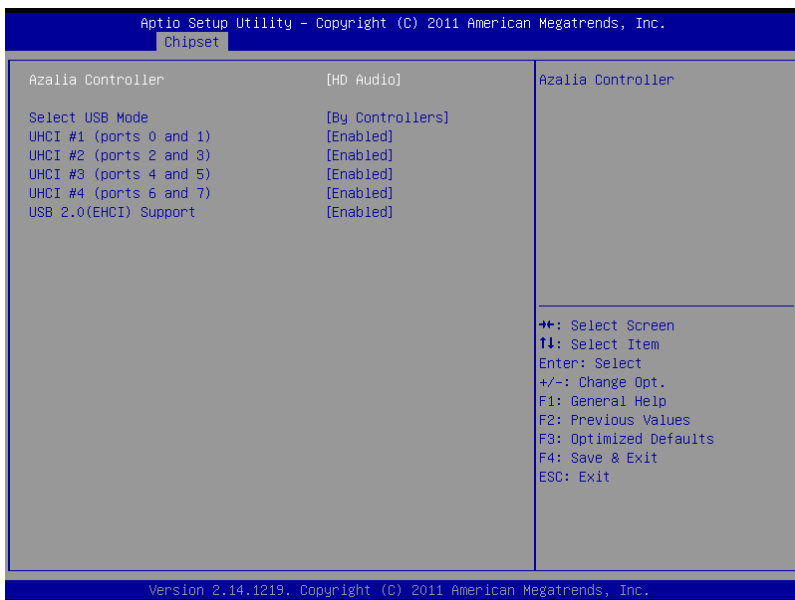 Aptio Setup Utility – Copyright (C) 2011 American Megatrends, Inc.
Chipset
Azalia Controller [HD Audio]
Select USB Mode [By Controllers]
UHCI #1 (ports 0 and 1) [Enabled]
UHCI #2 (ports 2 and 3) [Enabled]
UHCI #3 (ports 4 and 5) [Enabled]
UHCI #4 (ports 6 and 7) [Enabled]
USB 2.0(EHCI) Support [Enabled]
Azalia Controller
→←: Select Screen
↑↓: Select Item
Enter: Select
+/-: Change Opt.
F1: General Help
F2: Previous Values
F3: Optimized Defaults
F4: Save & Exit
ESC: Exit
Version 2.14.1219. Copyright (C) 2011 American Megatrends, Inc.